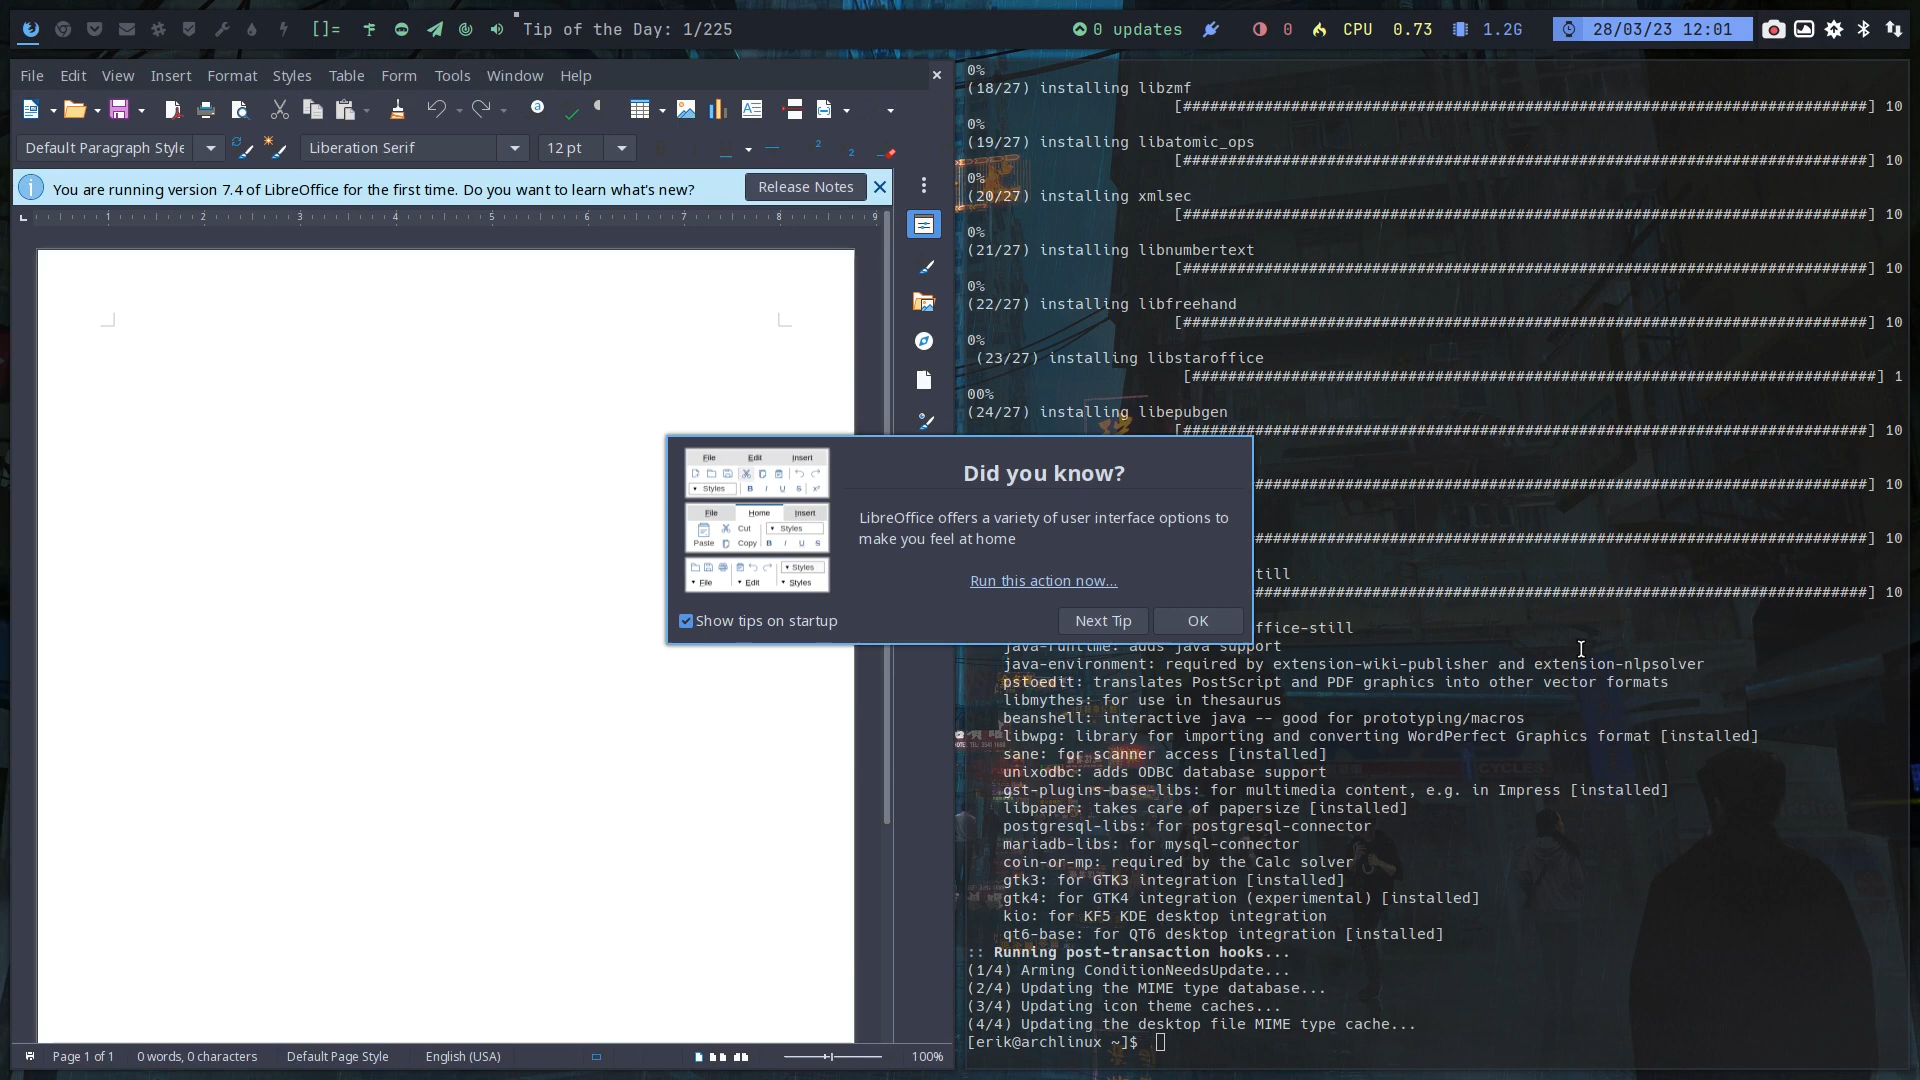 []=
Tip of the Day: 1/225
0 updates
0
CPU 0.73
1.2G
28/03/23 12:01
File Edit View Insert Format Styles Table Form Tools Window Help
Default Paragraph Style
Liberation Serif
12 pt
You are running version 7.4 of LibreOffice for the first time. Do you want to learn what's new?
Release Notes
1 2 3 4 5 6 7 8 9
0%
(18/27) installing libzmf
[############################################################################] 10
0%
(19/27) installing libatomic_ops
[############################################################################] 10
0%
(20/27) installing xmlsec
[############################################################################] 10
0%
(21/27) installing libnumbertext
[############################################################################] 10
0%
(22/27) installing libfreehand
[############################################################################] 10
0%
(23/27) installing libstaroffice
[############################################################################] 1
00%
(24/27) installing libepubgen
[############################################################################] 10
####################################################################] 10
####################################################################] 10
till
####################################################################] 10
ffice-still
java-runtime: adds java support
java-environment: required by extension-wiki-publisher and extension-nlpsolver
pstoedit: translates PostScript and PDF graphics into other vector formats
libmythes: for use in thesaurus
beanshell: interactive java -- good for prototyping/macros
libwpg: library for importing and converting WordPerfect Graphics format [installed]
sane: for scanner access [installed]
unixodbc: adds ODBC database support
gst-plugins-base-libs: for multimedia content, e.g. in Impress [installed]
libpaper: takes care of papersize [installed]
postgresql-libs: for postgresql-connector
mariadb-libs: for mysql-connector
coin-or-mp: required by the Calc solver
gtk3: for GTK3 integration [installed]
gtk4: for GTK4 integration (experimental) [installed]
kio: for KF5 KDE desktop integration
qt6-base: for QT6 desktop integration [installed]
:: Running post-transaction hooks...
(1/4) Arming ConditionNeedsUpdate...
(2/4) Updating the MIME type database...
(3/4) Updating icon theme caches...
(4/4) Updating the desktop file MIME type cache...
[erik@archlinux ~]$
File Edit Insert
Styles B I U S x²
File Home Insert
Cut Styles
Paste Copy B I U S
Styles
File Edit Styles
Did you know?
LibreOffice offers a variety of user interface options to
make you feel at home
Run this action now...
Show tips on startup
Next Tip
OK
Page 1 of 1
0 words, 0 characters
Default Page Style
English (USA)
100%